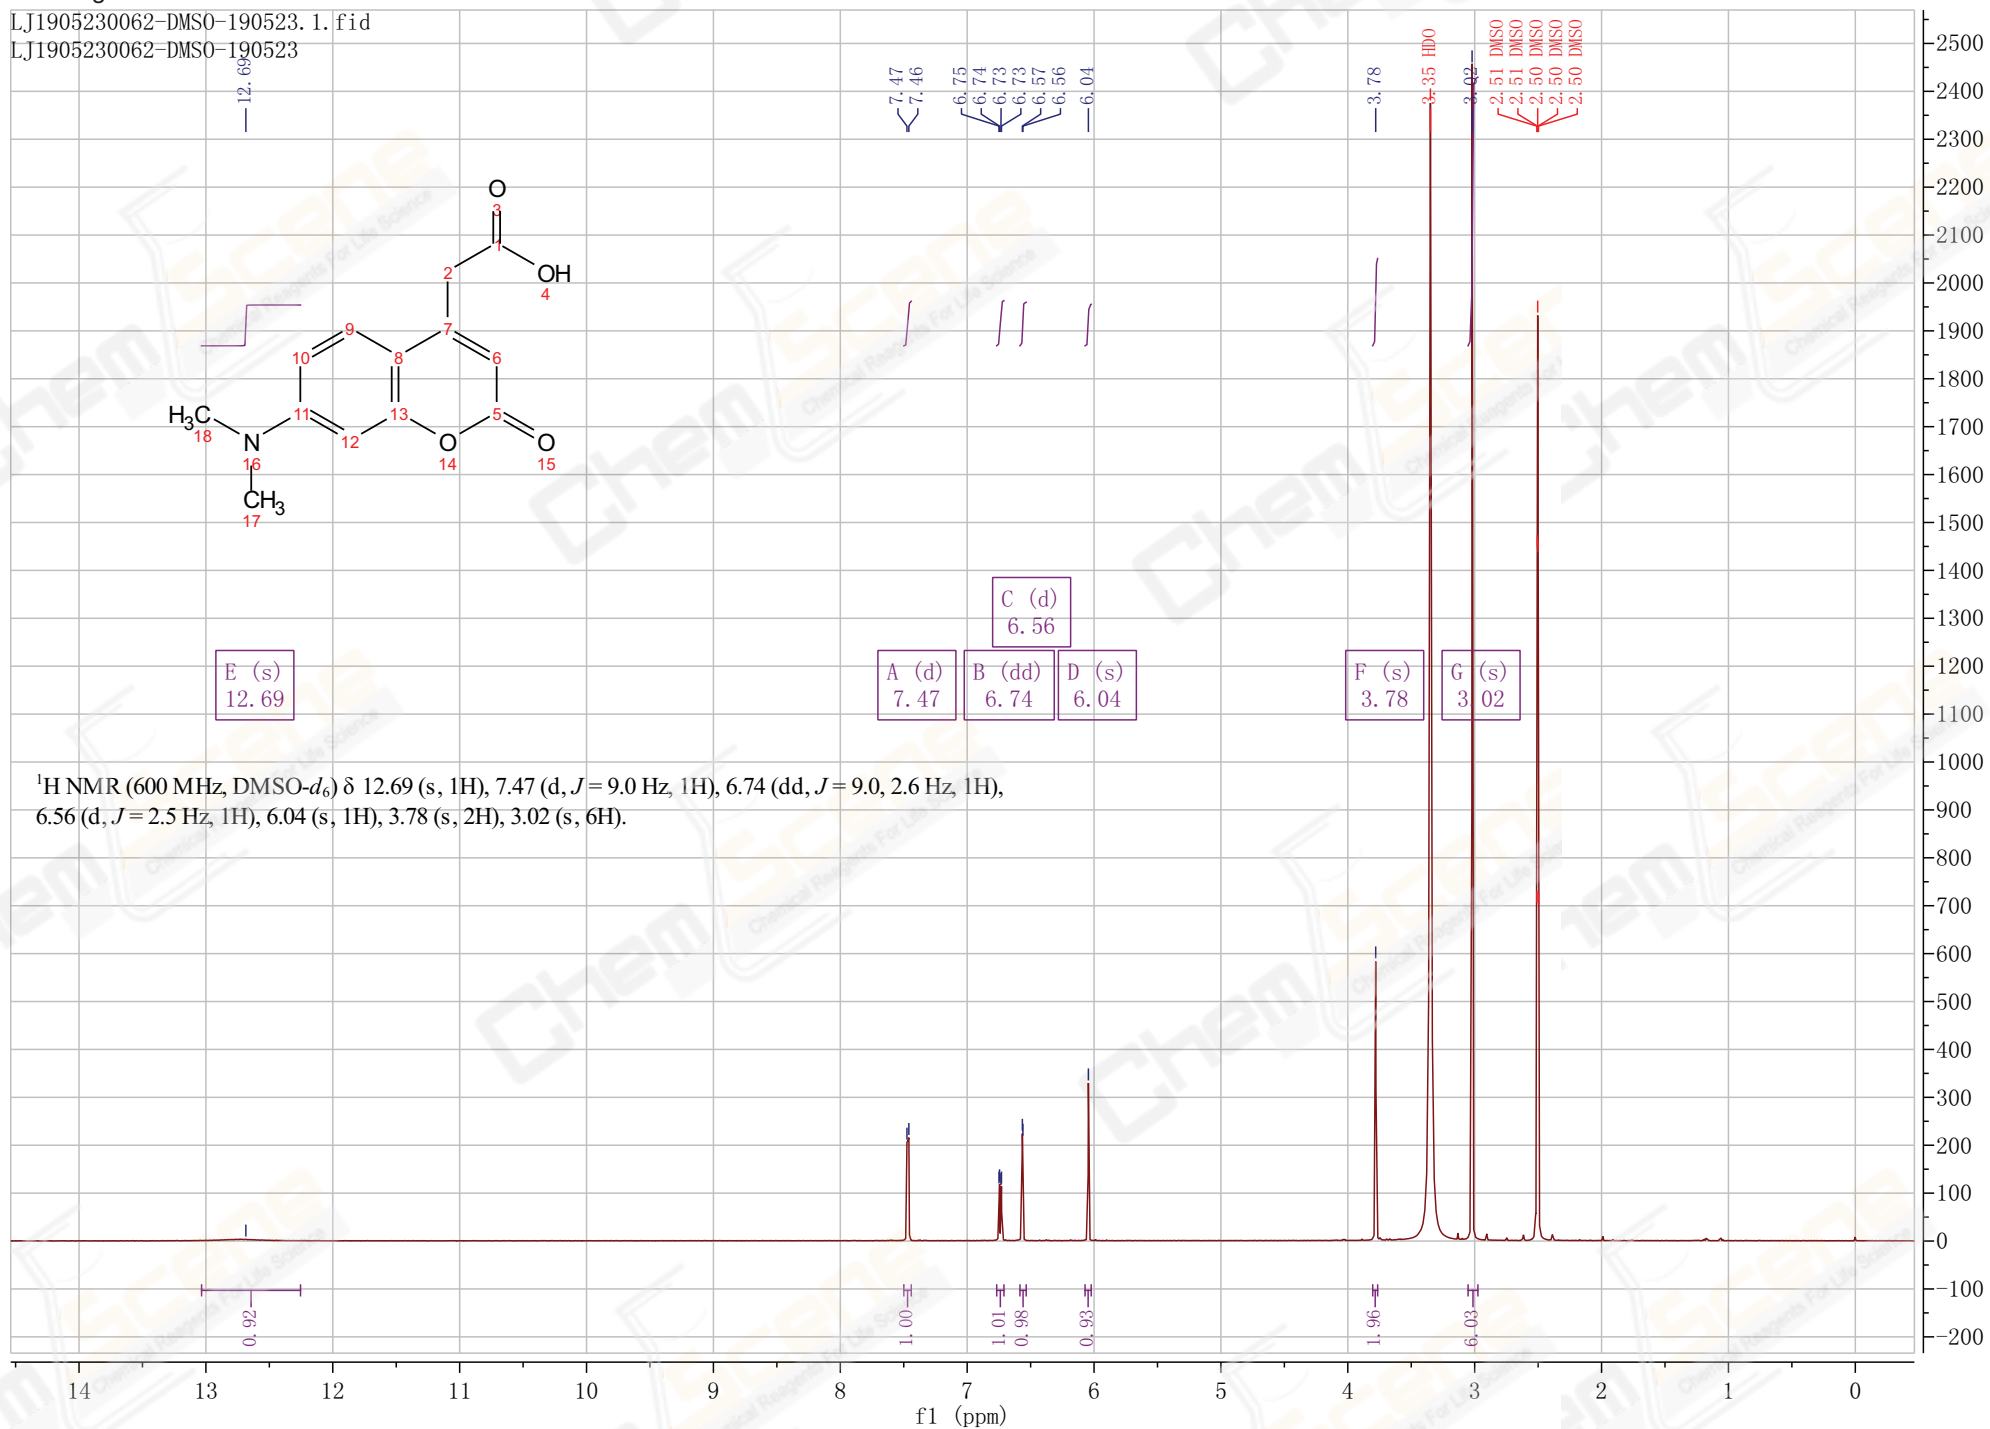 LJ1905230062-DMSO-190523.1.fid
LJ1905230062-DMSO-190523
12.69
7.47
7.46
6.75
6.74
6.73
6.73
6.57
6.56
6.04
3.78
3.35 HDO
3.02
2.51 DMSO
2.51 DMSO
2.50 DMSO
2.50 DMSO
2.50 DMSO
O
3
1
2
OH
4
9
7
10
8
6
H3C
18
11
13
5
N
16
12
O
14
O
15
CH3
17
C (d)
6.56
E (s)
12.69
A (d)
7.47
B (dd)
6.74
D (s)
6.04
F (s)
3.78
G (s)
3.02
1H NMR (600 MHz, DMSO-d6) δ 12.69 (s, 1H), 7.47 (d, J = 9.0 Hz, 1H), 6.74 (dd, J = 9.0, 2.6 Hz, 1H),
6.56 (d, J = 2.5 Hz, 1H), 6.04 (s, 1H), 3.78 (s, 2H), 3.02 (s, 6H).
0.92
1.00
1.01
0.98
0.93
1.96
6.03
14 13 12 11 10 9 8 7 6 5 4 3 2 1 0
f1 (ppm)
2500
2400
2300
2200
2100
2000
1900
1800
1700
1600
1500
1400
1300
1200
1100
1000
900
800
700
600
500
400
300
200
100
0
-100
-200
ChemScene
Chemical Reagents For Life Science